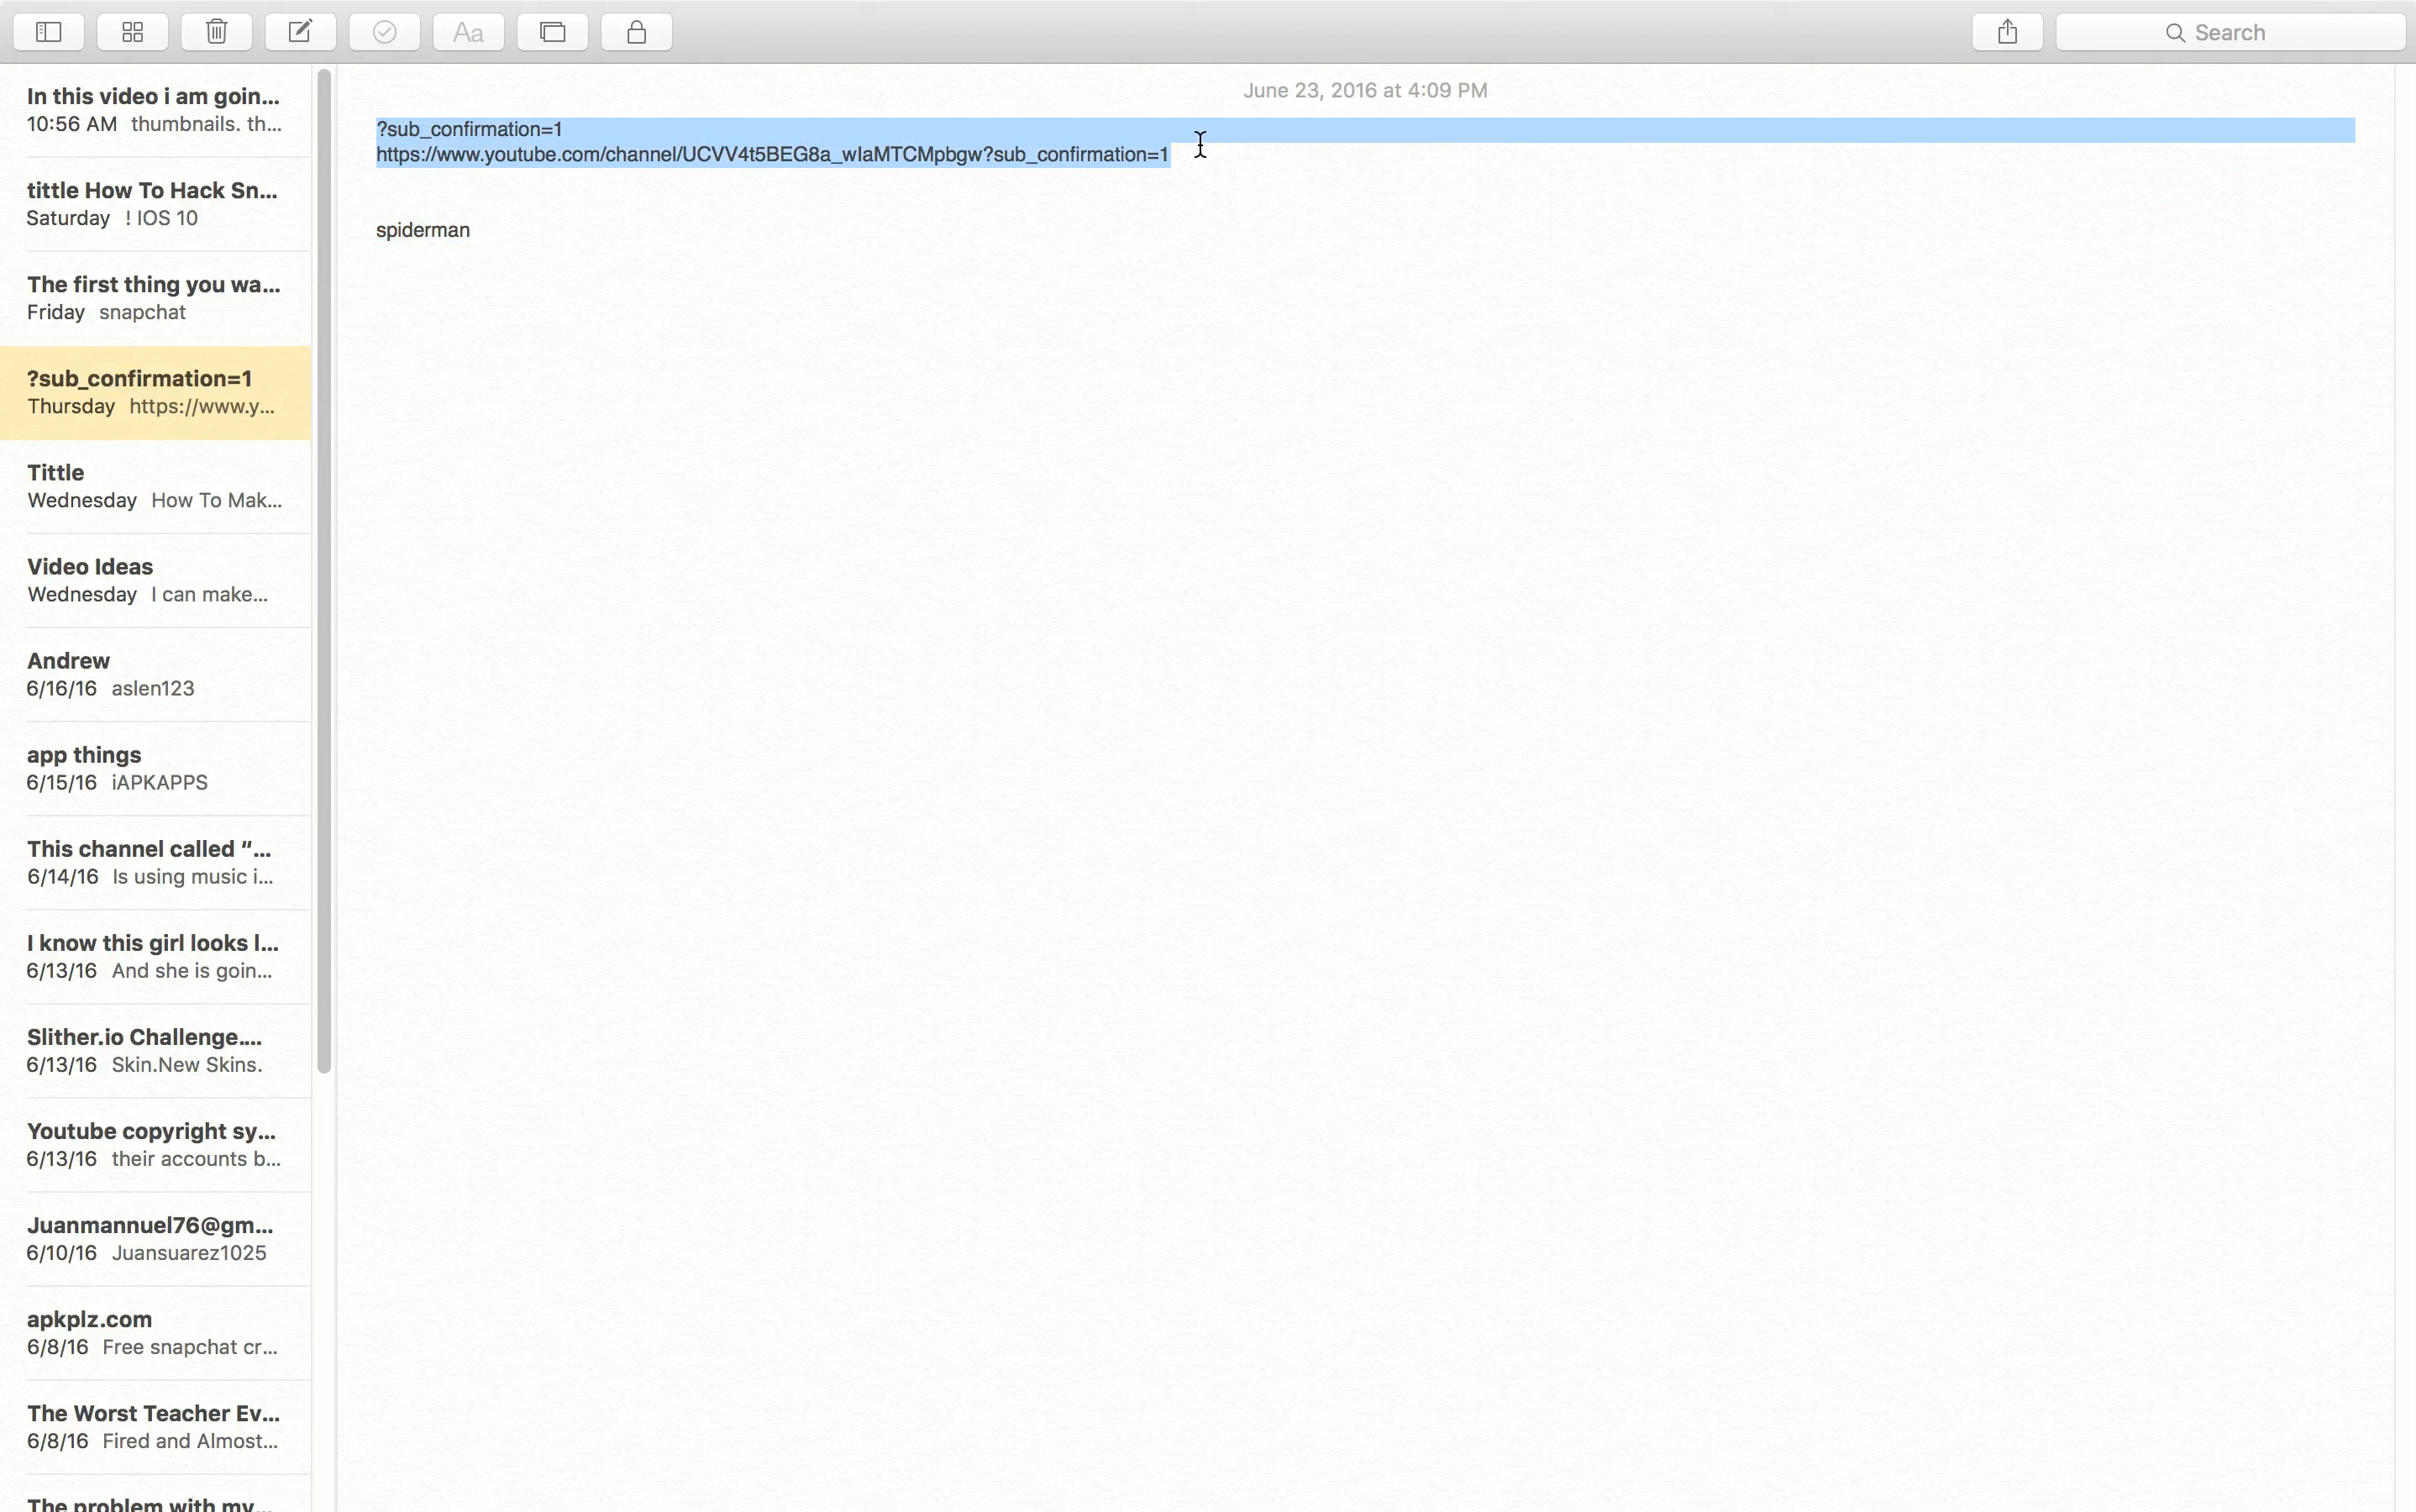 Aa
Search
In this video i am goin...
10:56 AM thumbnails. th...
tittle How To Hack Sn...
Saturday ! IOS 10
The first thing you wa...
Friday snapchat
?sub_confirmation=1
Thursday https://www.y...
Tittle
Wednesday How To Mak...
Video Ideas
Wednesday I can make...
Andrew
6/16/16 aslen123
app things
6/15/16 iAPKAPPS
This channel called “...
6/14/16 Is using music i...
I know this girl looks l...
6/13/16 And she is goin...
Slither.io Challenge....
6/13/16 Skin.New Skins.
Youtube copyright sy...
6/13/16 their accounts b...
Juanmannuel76@gm...
6/10/16 Juansuarez1025
apkplz.com
6/8/16 Free snapchat cr...
The Worst Teacher Ev...
6/8/16 Fired and Almost...
The problem with my...
June 23, 2016 at 4:09 PM
?sub_confirmation=1
https://www.youtube.com/channel/UCVV4t5BEG8a_wIaMTCMpbgw?sub_confirmation=1
spiderman